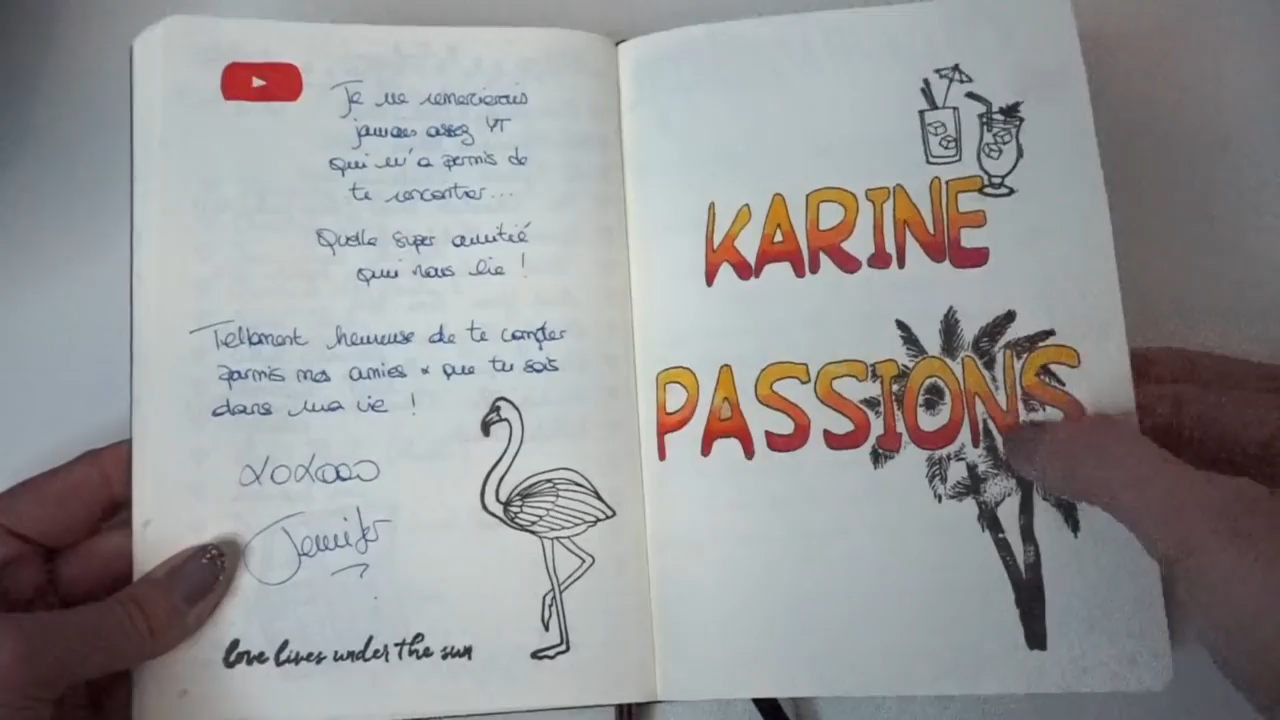 Je ne remercierais
jamais assez YT
qui m'a permis de
te rencontrer...
Quelle super amitié
qui nous lie !
Tellement heureuse de te compter
parmis mes amies & que tu sois
dans ma vie !
XOXOOO
Jennifer
love lives under the sun
KARINE
PASSIONS